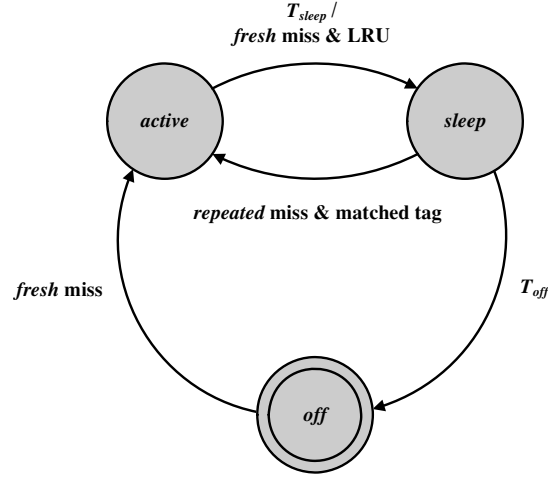 T_sleep /
fresh miss & LRU
active
sleep
repeated miss & matched tag
fresh miss
T_off
off